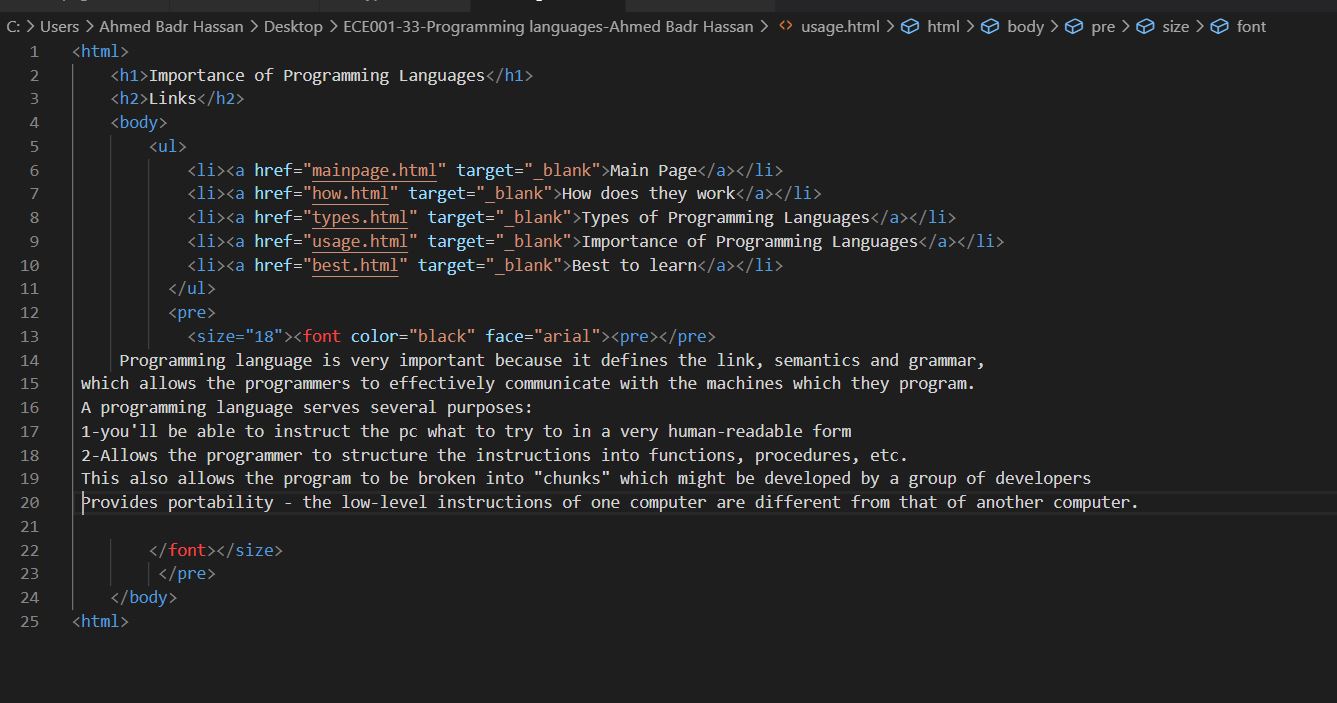 C: > Users > Ahmed Badr Hassan > Desktop > ECE001-33-Programming languages-Ahmed Badr Hassan > <> usage.html > html > body > pre > size > font
1 <html>
2 <h1>Importance of Programming Languages</h1>
3 <h2>Links</h2>
4 <body>
5 <ul>
6 <li><a href="mainpage.html" target="_blank">Main Page</a></li>
7 <li><a href="how.html" target="_blank">How does they work</a></li>
8 <li><a href="types.html" target="_blank">Types of Programming Languages</a></li>
9 <li><a href="usage.html" target="_blank">Importance of Programming Languages</a></li>
10 <li><a href="best.html" target="_blank">Best to learn</a></li>
11 </ul>
12 <pre>
13 <size="18"><font color="black" face="arial"><pre></pre>
14 Programming language is very important because it defines the link, semantics and grammar,
15 which allows the programmers to effectively communicate with the machines which they program.
16 A programming language serves several purposes:
17 1-you'll be able to instruct the pc what to try to in a very human-readable form
18 2-Allows the programmer to structure the instructions into functions, procedures, etc.
19 This also allows the program to be broken into "chunks" which might be developed by a group of developers
20 Provides portability - the low-level instructions of one computer are different from that of another computer.
21
22 </font></size>
23 </pre>
24 </body>
25 <html>